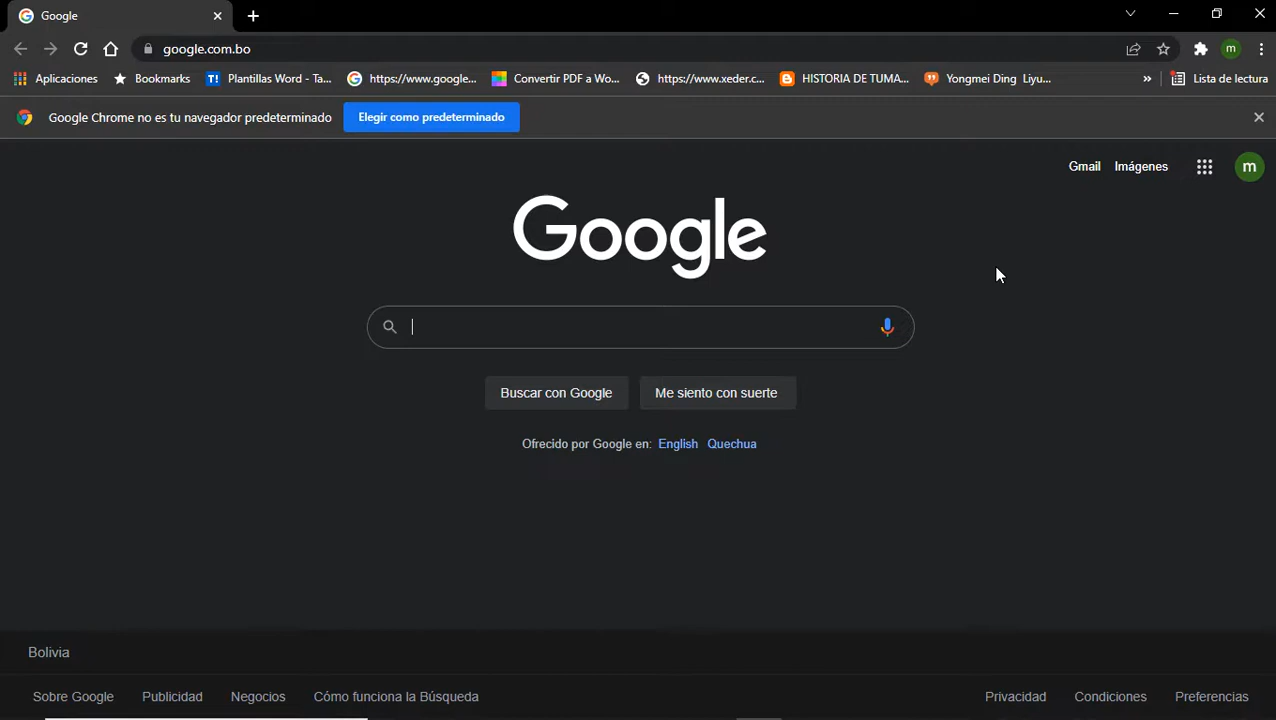 Google
google.com.bo
m
Aplicaciones
Bookmarks
T! Plantillas Word - Ta...
https://www.google...
Convertir PDF a Wo...
https://www.xeder.c...
HISTORIA DE TUMA...
Yongmei Ding Liyu...
»
Lista de lectura
Google Chrome no es tu navegador predeterminado
Elegir como predeterminado
Gmail Imágenes
m
Google
Buscar con Google
Me siento con suerte
Ofrecido por Google en: English Quechua
Bolivia
Sobre Google Publicidad Negocios Cómo funciona la Búsqueda
Privacidad Condiciones Preferencias